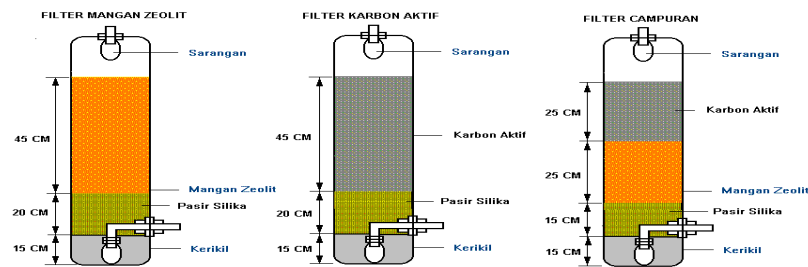 FILTER MANGAN ZEOLIT
Sarangan
45 CM
Mangan Zeolit
Pasir Silika
20 CM
15 CM
Kerikil
FILTER KARBON AKTIF
Sarangan
45 CM
Karbon Aktif
Pasir Silika
20 CM
15 CM
Kerikil
FILTER CAMPURAN
Sarangan
25 CM
Karbon Aktif
25 CM
Mangan Zeolit
15 CM
Pasir Silika
15 CM
Kerikil